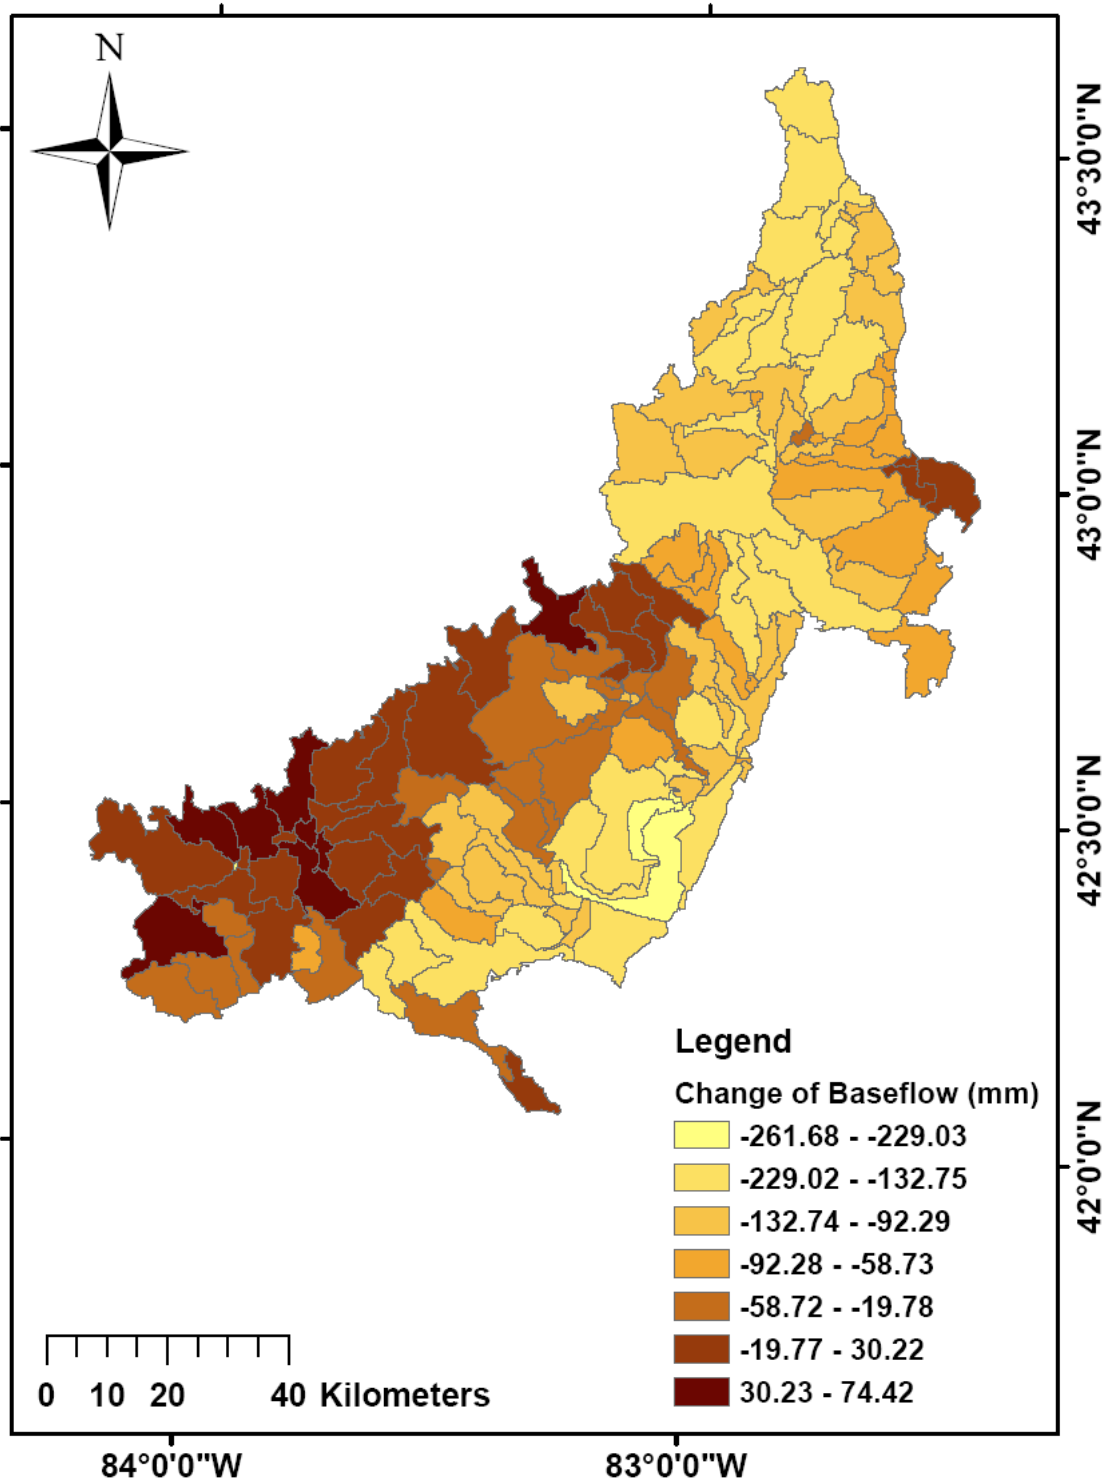 N
43°30'0"N
43°0'0"N
42°30'0"N
42°0'0"N
Legend
Change of Baseflow (mm)
-261.68 - -229.03
-229.02 - -132.75
-132.74 - -92.29
-92.28 - -58.73
-58.72 - -19.78
-19.77 - 30.22
30.23 - 74.42
0 10 20 40 Kilometers
84°0'0"W 83°0'0"W